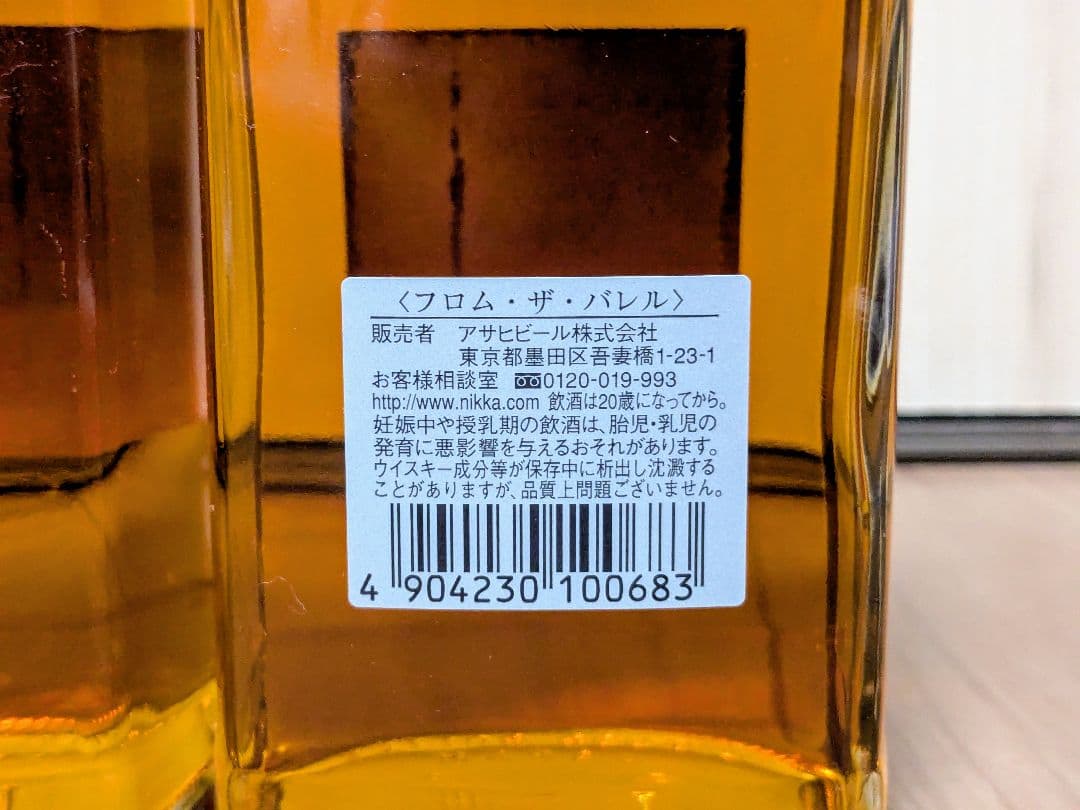 〈フロム・ザ・バレル〉
販売者 アサヒビール株式会社
東京都墨田区吾妻橋1-23-1
お客様相談室 0120-019-993
http://www.nikka.com 飲酒は20歳になってから。
妊娠中や授乳期の飲酒は、胎児・乳児の
発育に悪影響を与えるおそれがあります。
ウイスキー成分等が保存中に析出し沈澱する
ことがありますが、品質上問題ございません。
4 904230 100683